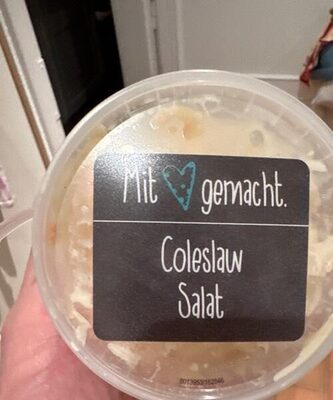 Mit gemacht.
Coleslaw
Salat